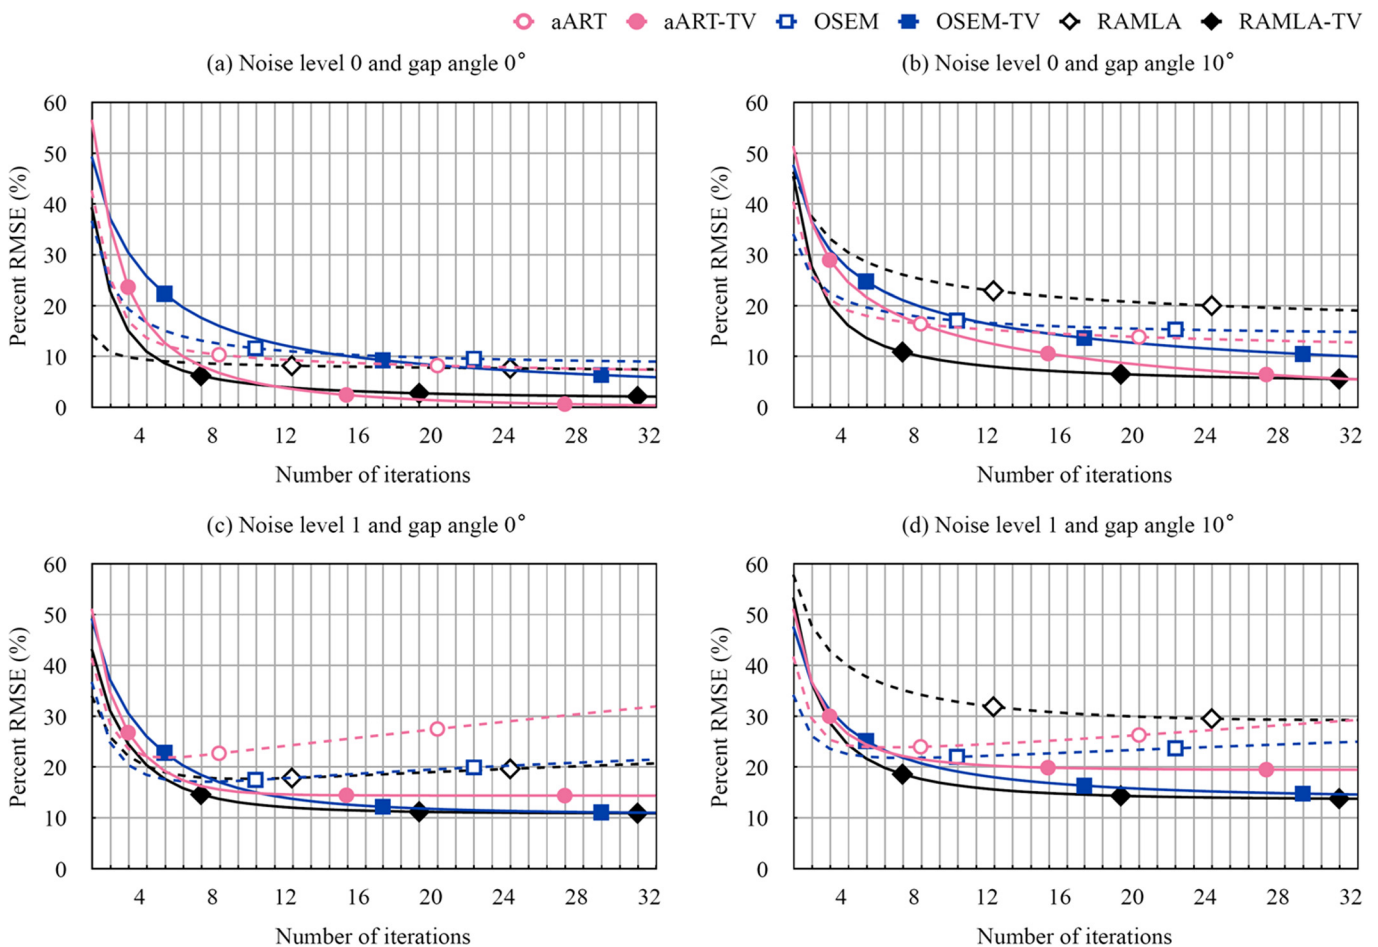 aART aART-TV OSEM OSEM-TV RAMLA RAMLA-TV
(a) Noise level 0 and gap angle 0°
60
50
40
30
20
10
0
Percent RMSE (%)
4 8 12 16 20 24 28 32
Number of iterations
(b) Noise level 0 and gap angle 10°
60
50
40
30
20
10
0
Percent RMSE (%)
4 8 12 16 20 24 28 32
Number of iterations
(c) Noise level 1 and gap angle 0°
60
50
40
30
20
10
0
Percent RMSE (%)
4 8 12 16 20 24 28 32
Number of iterations
(d) Noise level 1 and gap angle 10°
60
50
40
30
20
10
0
Percent RMSE (%)
4 8 12 16 20 24 28 32
Number of iterations